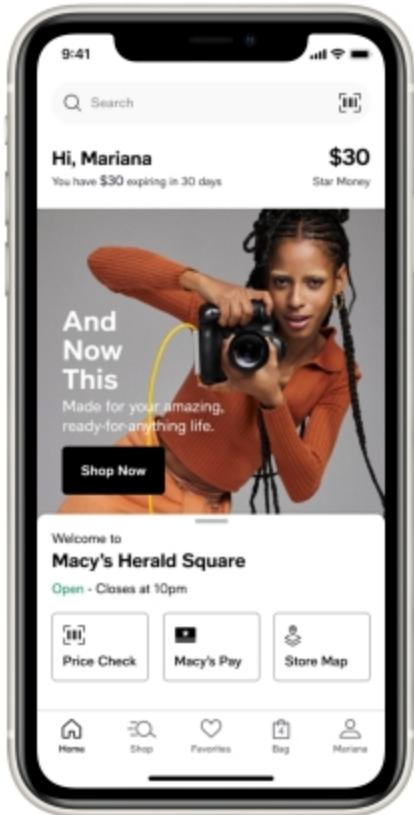 9:41
Search
Hi, Mariana
$30
You have $30 expiring in 30 days
Star Money
And
Now
This
Made for your amazing,
ready-for-anything life.
Shop Now
Welcome to
Macy's Herald Square
Open - Closes at 10pm
Price Check
Macy's Pay
Store Map
4
Home
Shop
Favorites
Bag
Mariana